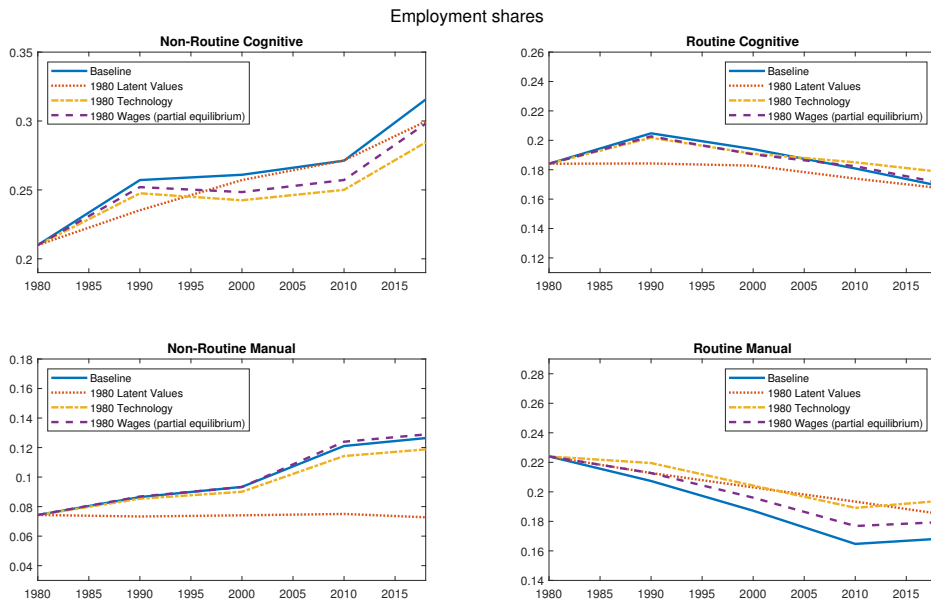 Employment shares
Non-Routine Cognitive
0.35
0.3
0.25
0.2
Baseline
1980 Latent Values
1980 Technology
1980 Wages (partial equilibrium)
1980 1985 1990 1995 2000 2005 2010 2015
Routine Cognitive
0.26
0.24
0.22
0.2
0.18
0.16
0.14
0.12
Baseline
1980 Latent Values
1980 Technology
1980 Wages (partial equilibrium)
1980 1985 1990 1995 2000 2005 2010 2015
Non-Routine Manual
0.18
0.16
0.14
0.12
0.1
0.08
0.06
0.04
Baseline
1980 Latent Values
1980 Technology
1980 Wages (partial equilibrium)
1980 1985 1990 1995 2000 2005 2010 2015
Routine Manual
0.28
0.26
0.24
0.22
0.2
0.18
0.16
0.14
Baseline
1980 Latent Values
1980 Technology
1980 Wages (partial equilibrium)
1980 1985 1990 1995 2000 2005 2010 2015